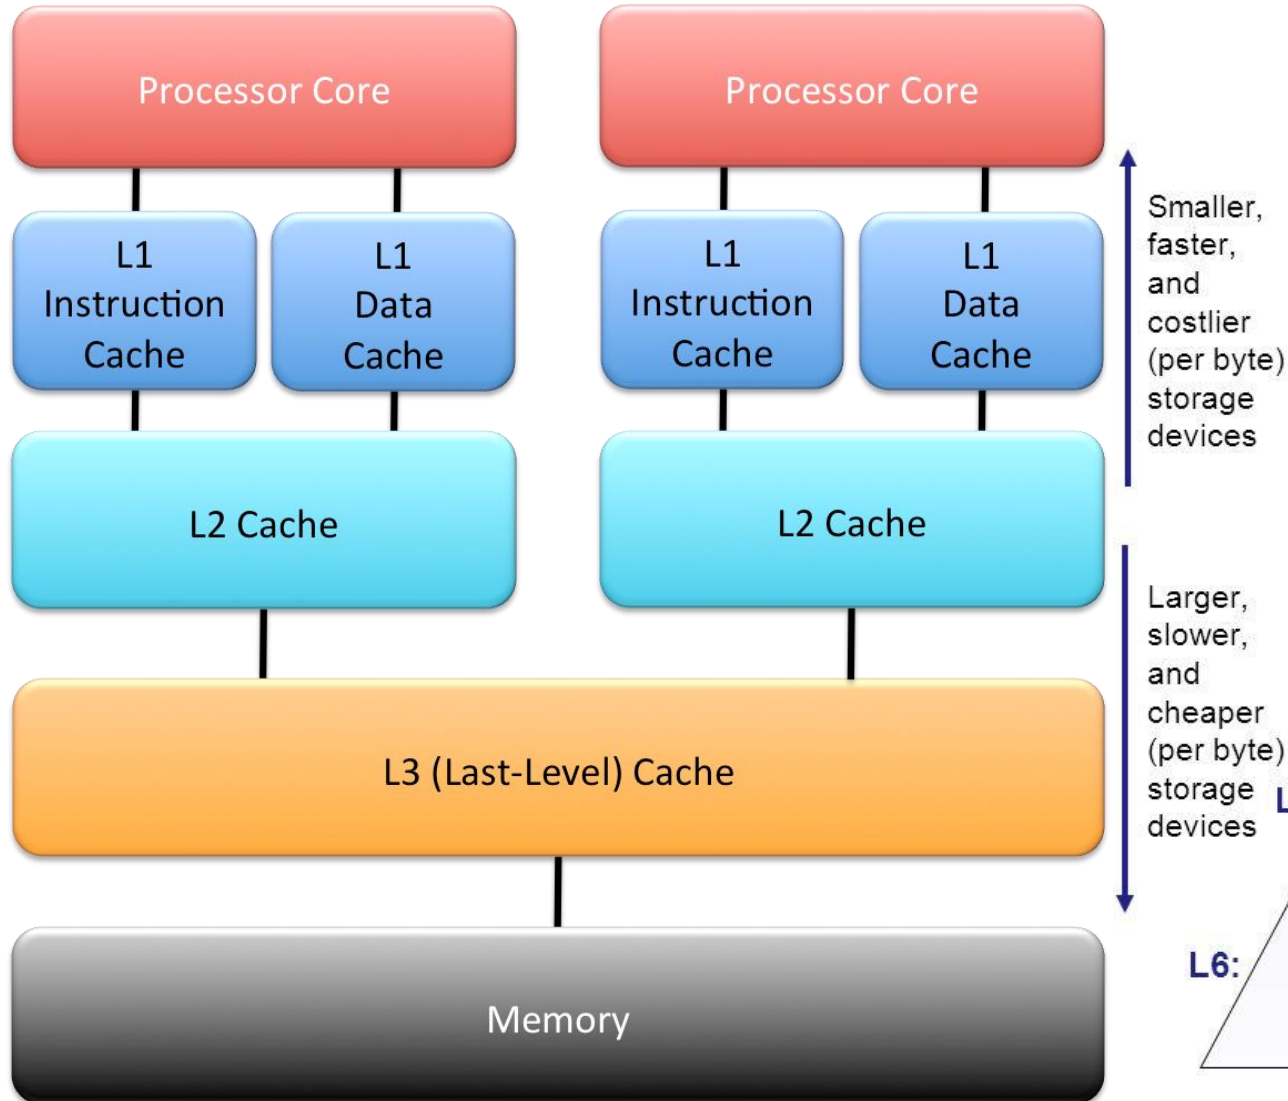 Processor Core
Processor Core
L1
Instruction
Cache
L1
Data
Cache
L1
Instruction
Cache
L1
Data
Cache
L2 Cache
L2 Cache
L3 (Last-Level) Cache
Memory
Smaller,
faster,
and
costlier
(per byte)
storage
devices
Larger,
slower,
and
cheaper
(per byte)
storage
devices
L
L6: